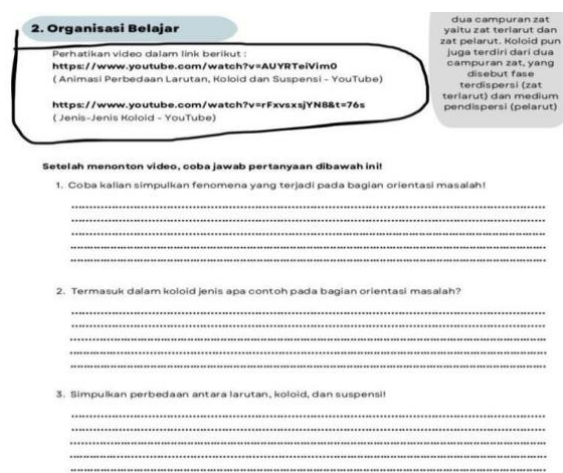 2. Organisasi Belajar
Perhatikan video dalam link berikut :
https://www.youtube.com/watch?v=AUYRTeiVim0
( Animasi Perbedaan Larutan, Koloid dan Suspensi - YouTube)
https://www.youtube.com/watch?v=rFxvsxsjYN8&t=76s
( Jenis-Jenis Koloid - YouTube)
dua campuran zat
yaitu zat terlarut dan
zat pelarut. Koloid pun
juga terdiri dari dua
campuran zat, yang
disebut fase
terdispersi (zat
terlarut) dan medium
pendispersi (pelarut)
Setelah menonton video, coba jawab pertanyaan dibawah ini!
1. Coba kalian simpulkan fenomena yang terjadi pada bagian orientasi masalah!
2. Termasuk dalam koloid jenis apa contoh pada bagian orientasi masalah?
3. Simpulkan perbedaan antara larutan, koloid, dan suspensi!